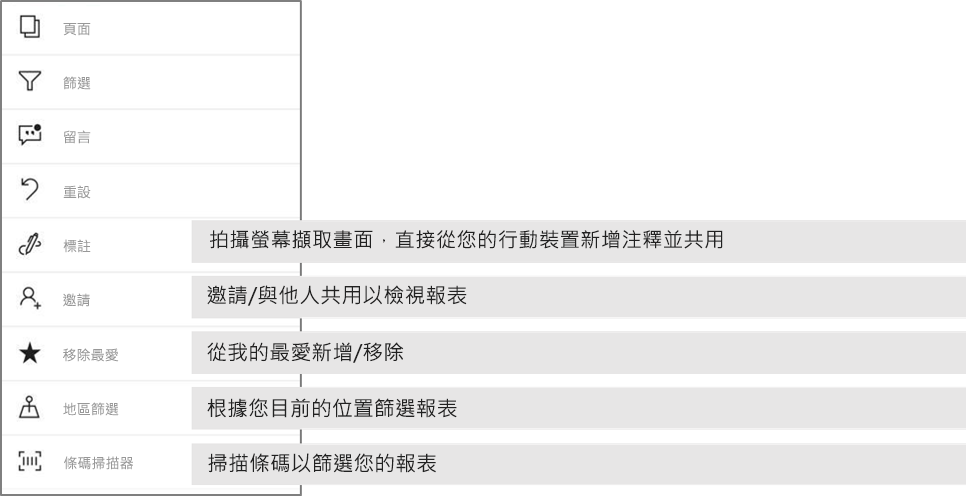 頁面
篩選
留言
重設
標註 拍攝螢幕擷取畫面，直接從您的行動裝置新增注釋並共用
邀請 邀請/與他人共用以檢視報表
移除最愛 從我的最愛新增/移除
地區篩選 根據您目前的位置篩選報表
條碼掃描器 掃描條碼以篩選您的報表